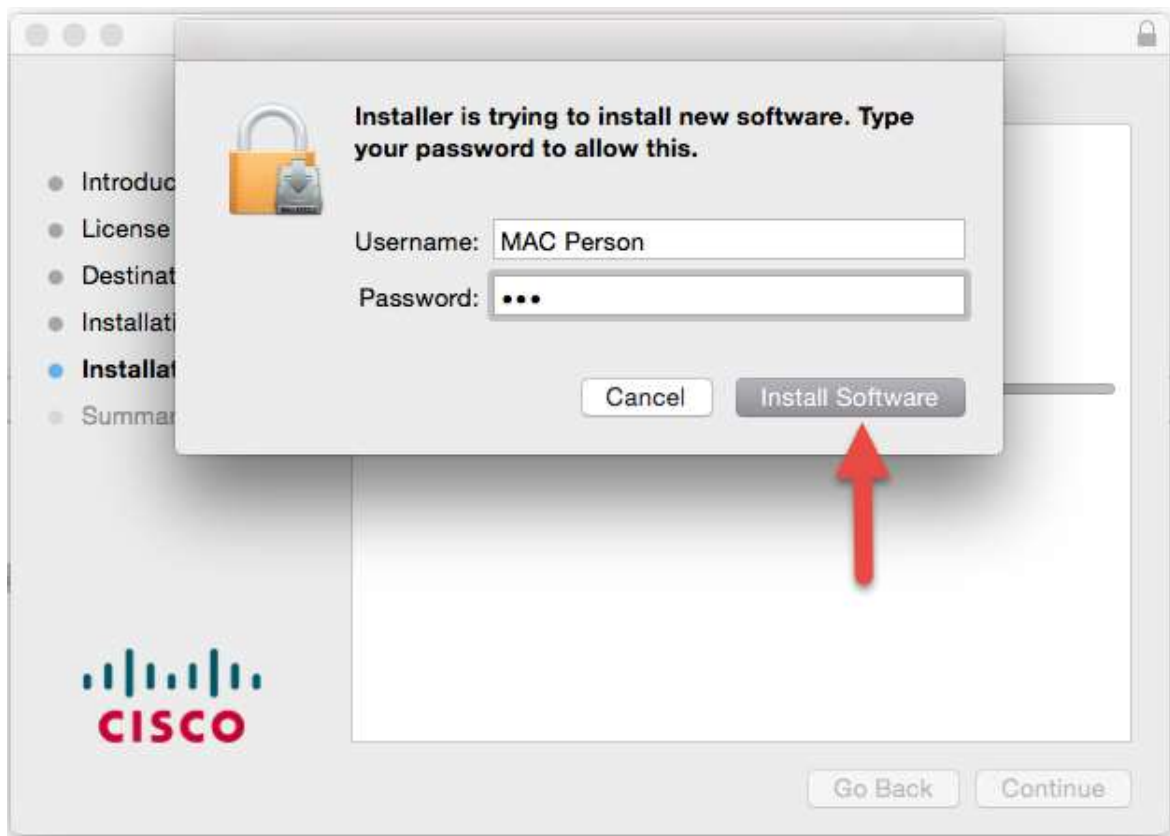 Installer is trying to install new software. Type
your password to allow this.
Username: MAC Person
Password: •••
Cancel Install Software
Introduc
License
Destinat
Installati
Installat
Summar
CISCO
Go Back Continue